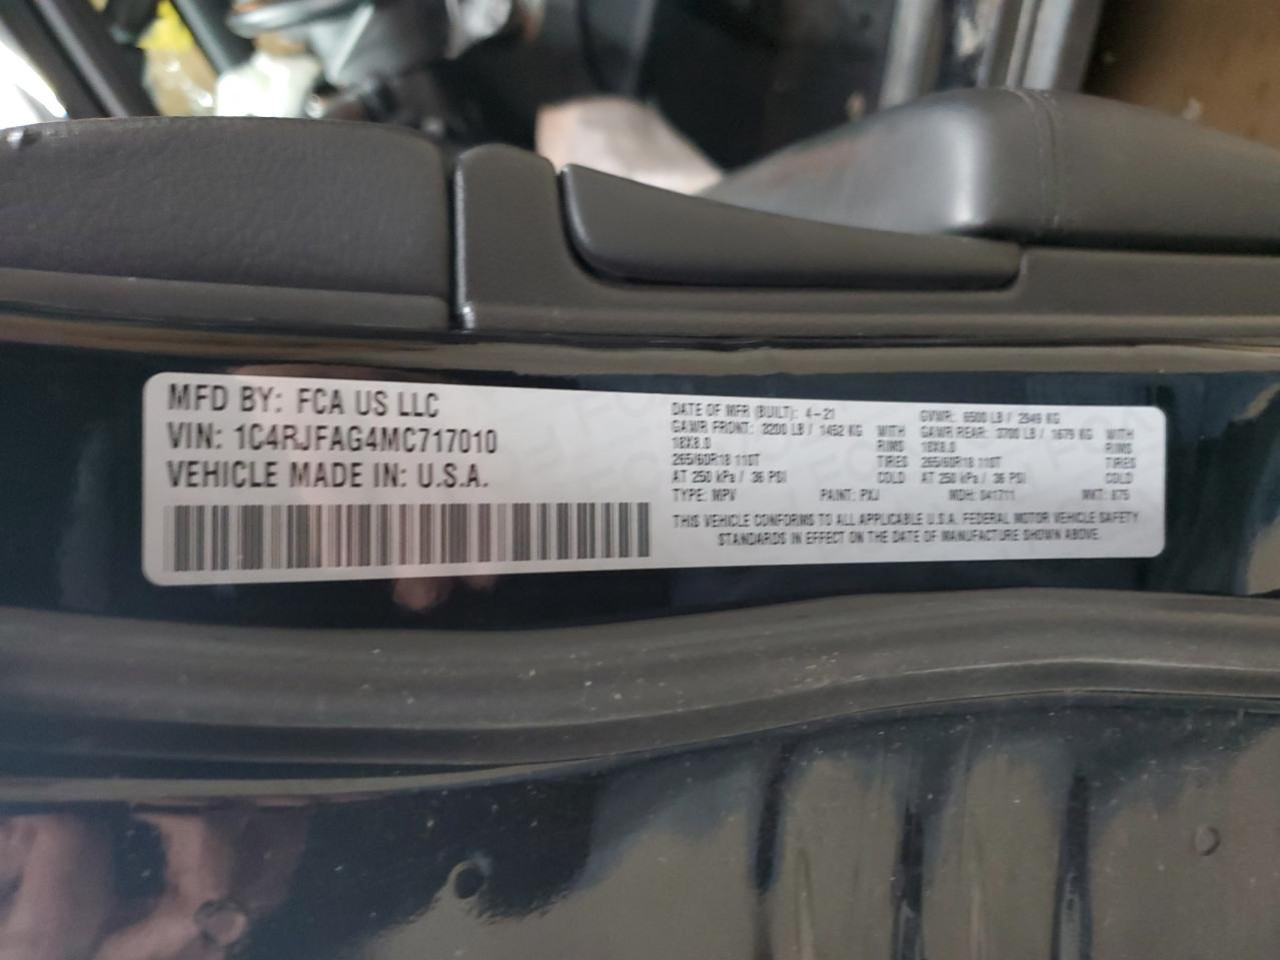 MFD BY: FCA US LLC
VIN: 1C4RJFAG4MC717010
VEHICLE MADE IN: U.S.A.
DATE OF MFR (BUILT): 4-21 GVWR: 6500 LB / 2949 KG
GAWR FRONT: 3200 LB / 1452 KG WITH GAWR REAR: 3700 LB / 1679 KG WITH
18X8.0 RIMS 18X8.0 RIMS
265/60R18 110T TIRES 265/60R18 110T TIRES
AT 250 kPa / 36 PSI COLD AT 250 kPa / 36 PSI COLD
TYPE: MPV PAINT: PXJ MDH: 041711 MKT:
THIS VEHICLE CONFORMS TO ALL APPLICABLE U.S.A. FEDERAL MOTOR VEHICLE SAFETY
STANDARDS IN EFFECT ON THE DATE OF MANUFACTURE SHOWN ABOVE.